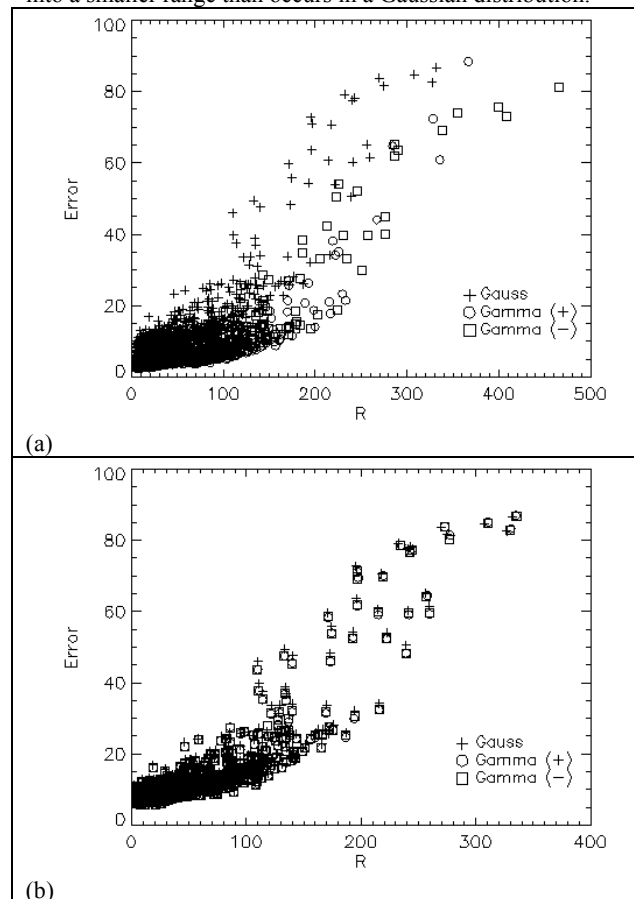 into a smaller range than occurs in a Gaussian distribution.
100
80
60
40
20
0
Error
Gauss
Gamma (+)
Gamma (−)
0 100 200 300 400 500
R
(a)
100
80
60
40
20
0
Error
Gauss
Gamma (+)
Gamma (−)
0 100 200 300 400
R
(b)